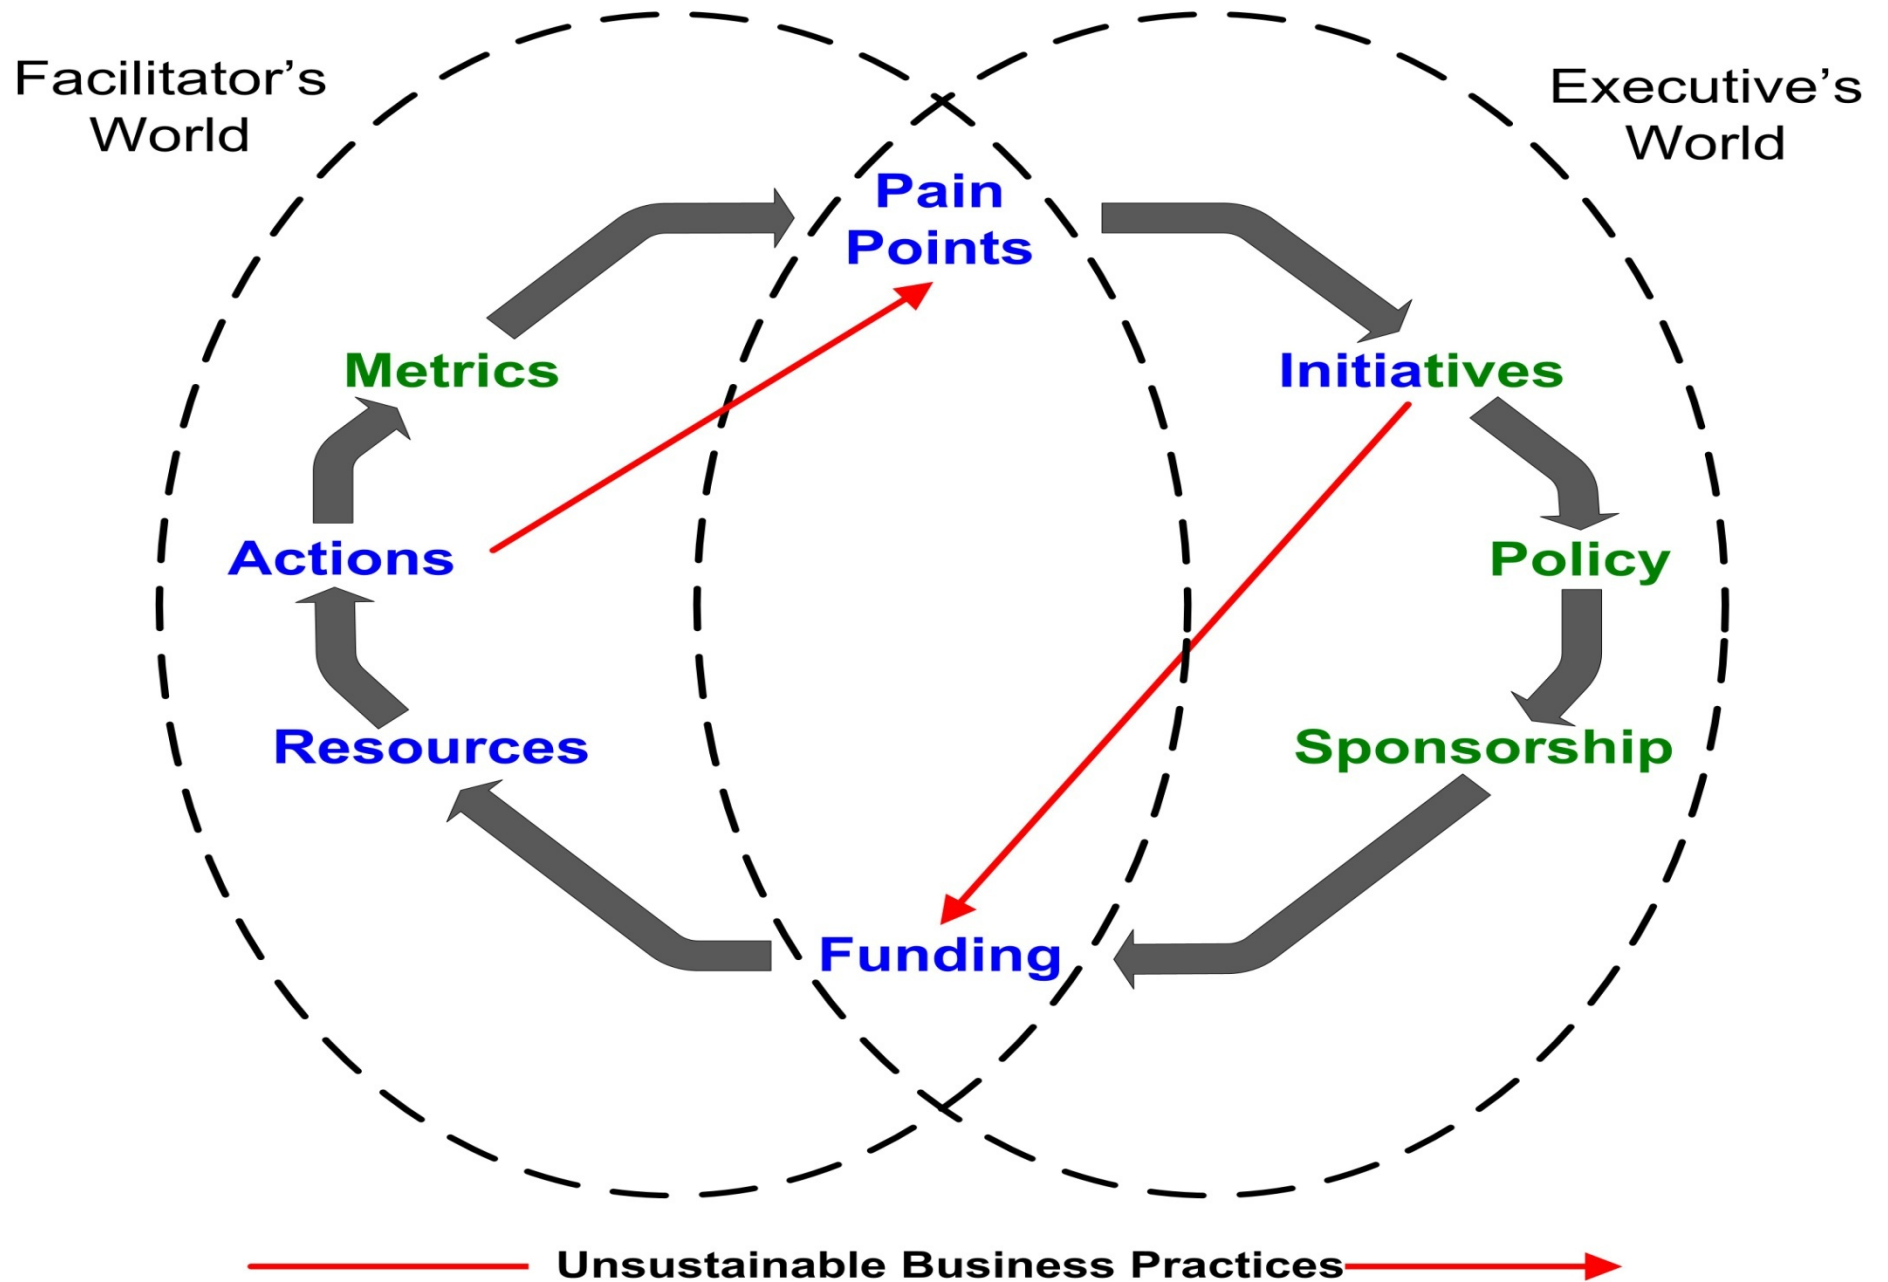 Facilitator's
World
Executive's
World
Pain
Points
Metrics
Initiatives
Actions
Policy
Resources
Sponsorship
Funding
Unsustainable Business Practices